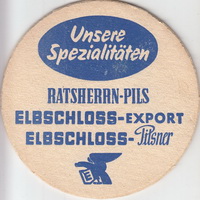 Unsere
Spezialitäten
RATSHERRN-PILS
ELBSCHLOSS-EXPORT
ELBSCHLOSS-Pilsner